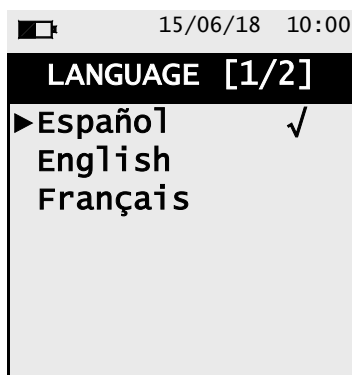 15/06/18 10:00
LANGUAGE [1/2]
►Español √
English
Français